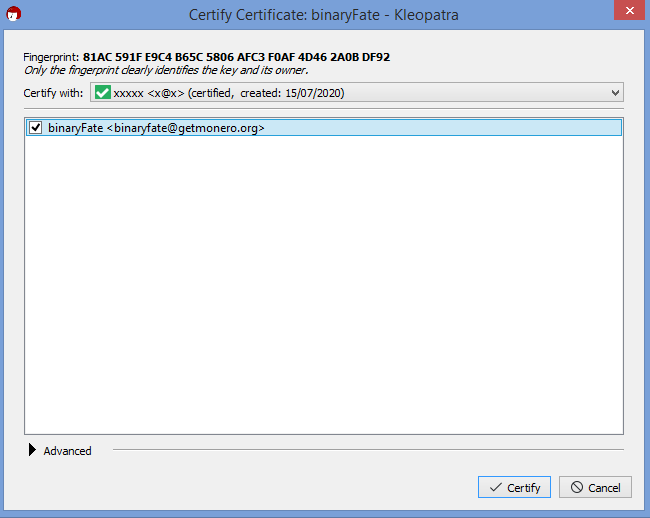 Certify Certificate: binaryFate - Kleopatra
Fingerprint: 81AC 591F E9C4 B65C 5806 AFC3 F0AF 4D46 2A0B DF92
Only the fingerprint clearly identifies the key and its owner.
Certify with: xxxxx <x@x> (certified, created: 15/07/2020)
binaryFate <binaryfate@getmonero.org>
Advanced
Certify Cancel